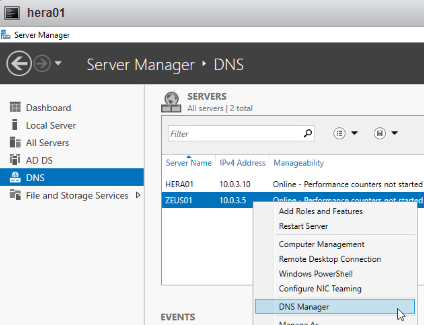 hera01
Server Manager
Server Manager • DNS
Dashboard
Local Server
All Servers
AD DS
DNS
File and Storage Services
SERVERS
All servers | 2 total
Filter
Server Name IPv4 Address Manageability
HERA01 10.0.3.10 Online - Performance counters not started
ZEUS01 10.0.3.5 Online - Performance counters not started
Add Roles and Features
Restart Server
Computer Management
Remote Desktop Connection
Windows PowerShell
Configure NIC Teaming
DNS Manager
Manage As
EVENTS